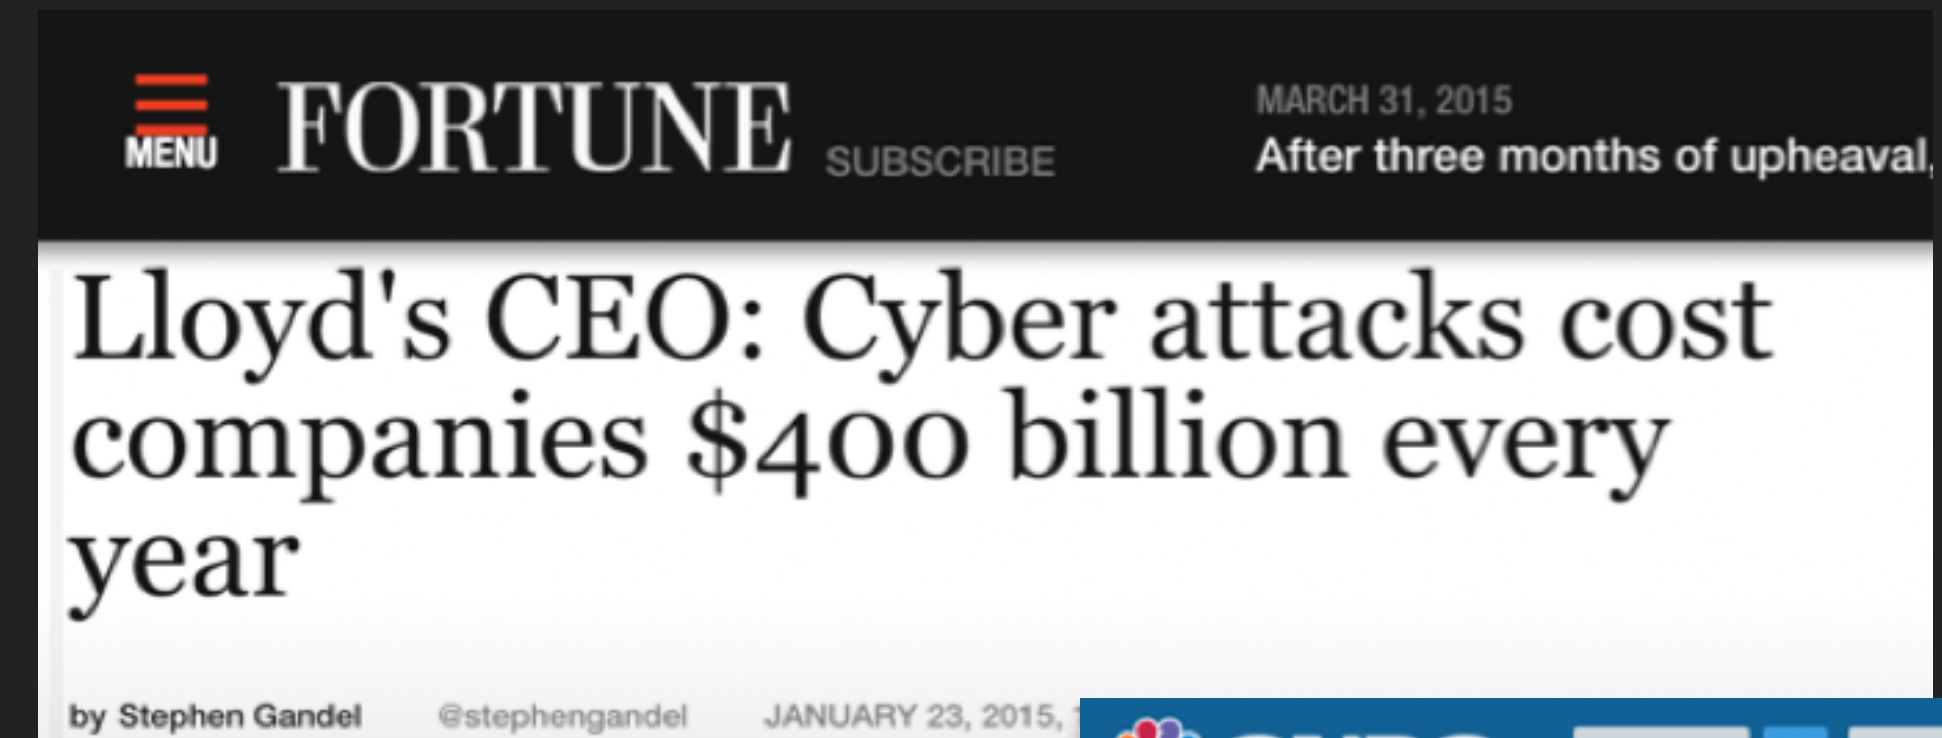 MENU
FORTUNE
SUBSCRIBE
MARCH 31, 2015
After three months of upheaval,
Lloyd's CEO: Cyber attacks cost
companies $400 billion every
year
by Stephen Gandel @stephengandel JANUARY 23, 2015,